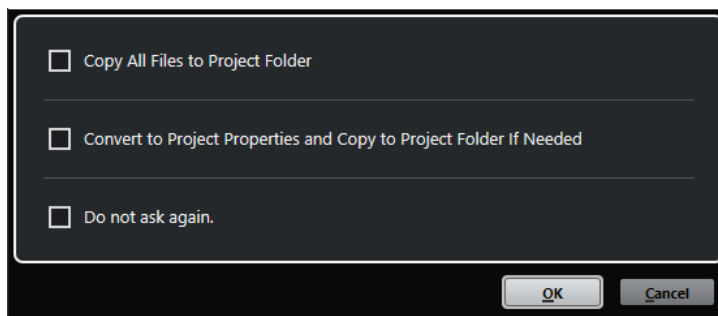 Copy All Files to Project Folder
Convert to Project Properties and Copy to Project Folder If Needed
Do not ask again.
OK Cancel